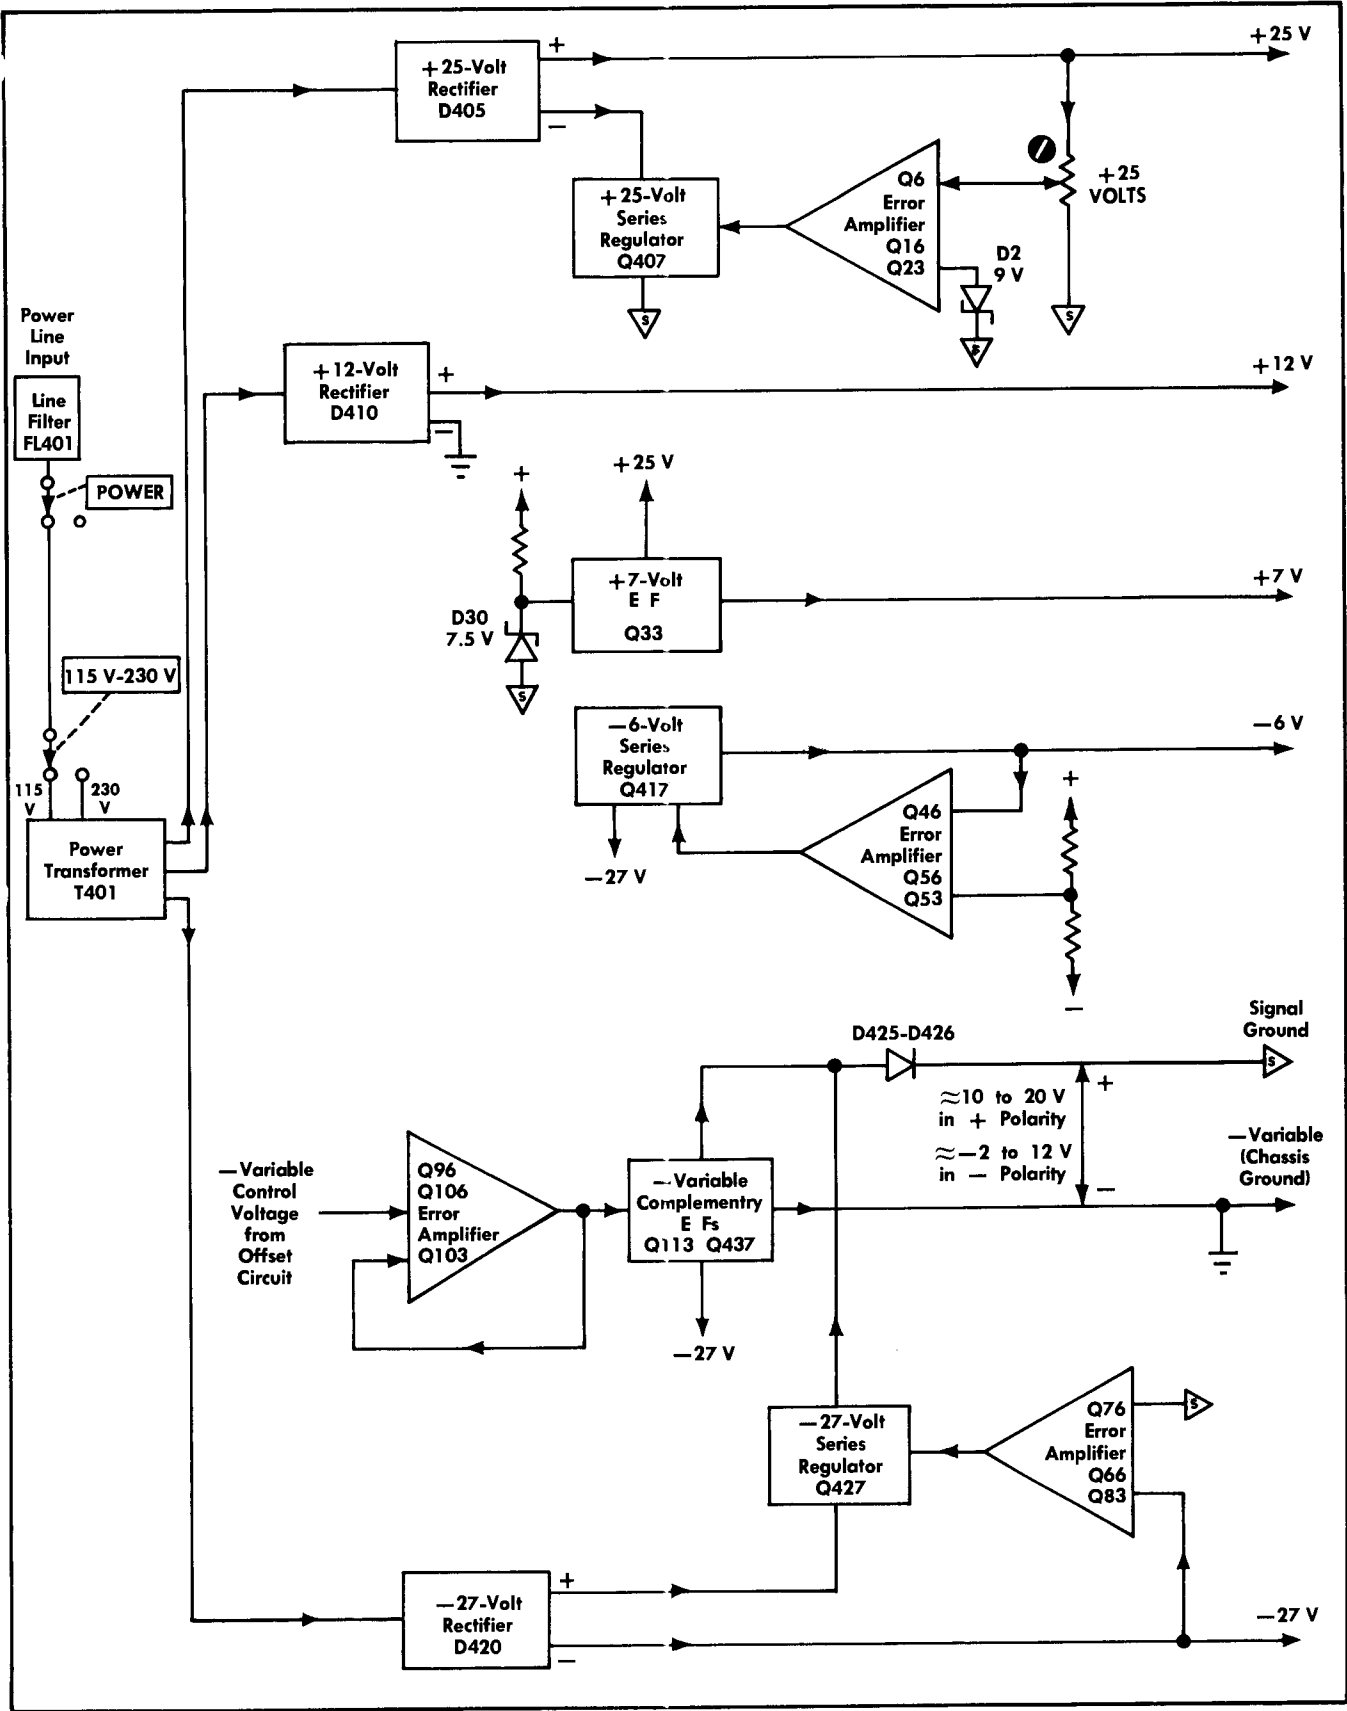 +25 V
+
+25-Volt
Rectifier
D405
−
+25-Volt
Series
Regulator
Q407
Q6
Error
Amplifier
Q16
Q23
+25
VOLTS
D2
9 V
S
S
S
Power
Line
Input
Line
Filter
FL401
POWER
+12-Volt
Rectifier
D410
+
−
+12 V
+
+25 V
+7-Volt
E F
Q33
+7 V
D30
7.5 V
S
115 V-230 V
115
V
230
V
Power
Transformer
T401
−6-Volt
Series
Regulator
Q417
−6 V
−27 V
Q46
Error
Amplifier
Q56
Q53
+
−
Signal
Ground
S
D425-D426
≈10 to 20 V
in + Polarity
≈−2 to 12 V
in − Polarity
+
−
−Variable
(Chassis
Ground)
−Variable
Control
Voltage
from
Offset
Circuit
Q96
Q106
Error
Amplifier
Q103
−Variable
Complementry
E Fs
Q113 Q437
−27 V
−27-Volt
Series
Regulator
Q427
Q76
Error
Amplifier
Q66
Q83
S
−27-Volt
Rectifier
D420
+
−
−27 V